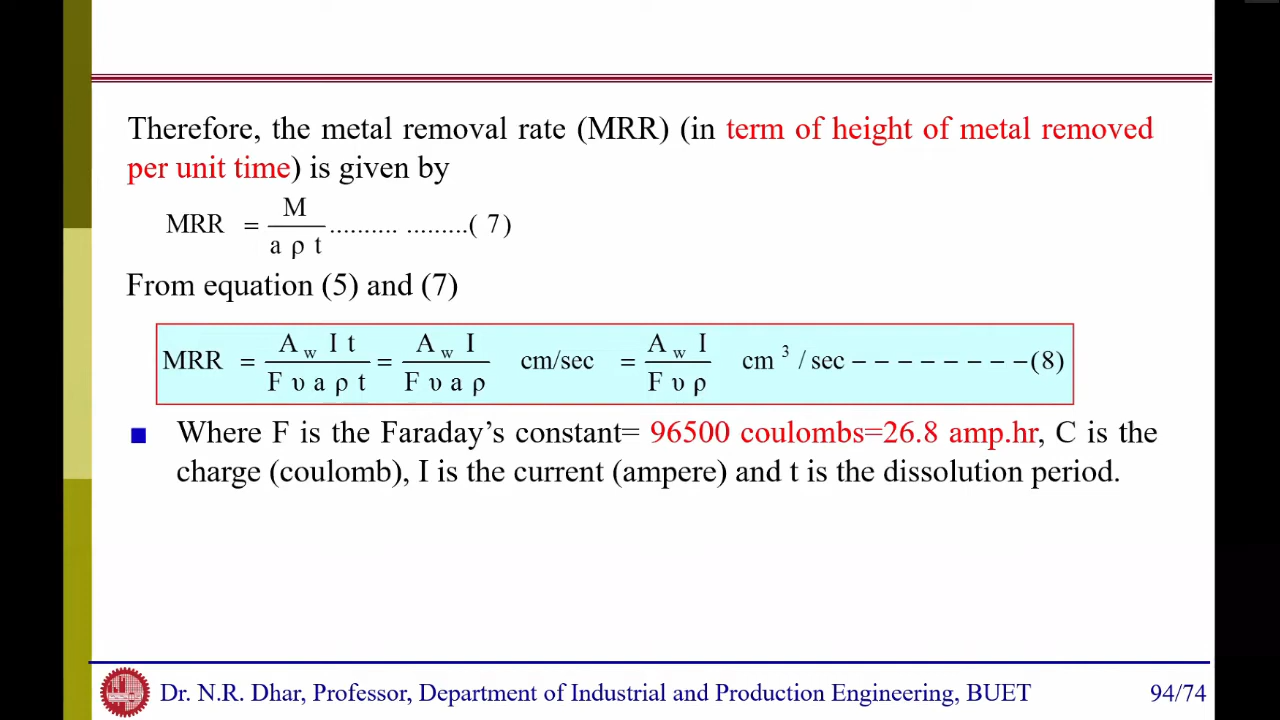 Therefore, the metal removal rate (MRR) (in term of height of metal removed
per unit time) is given by
MRR = M / a ρ t .......... .........( 7)
From equation (5) and (7)
MRR = A w I t / F υ a ρ t = A w I / F υ a ρ cm/sec = A w I / F υ ρ cm 3 / sec − − − − − − − −(8)
Where F is the Faraday’s constant= 96500 coulombs=26.8 amp.hr, C is the
charge (coulomb), I is the current (ampere) and t is the dissolution period.
Dr. N.R. Dhar, Professor, Department of Industrial and Production Engineering, BUET 94/74